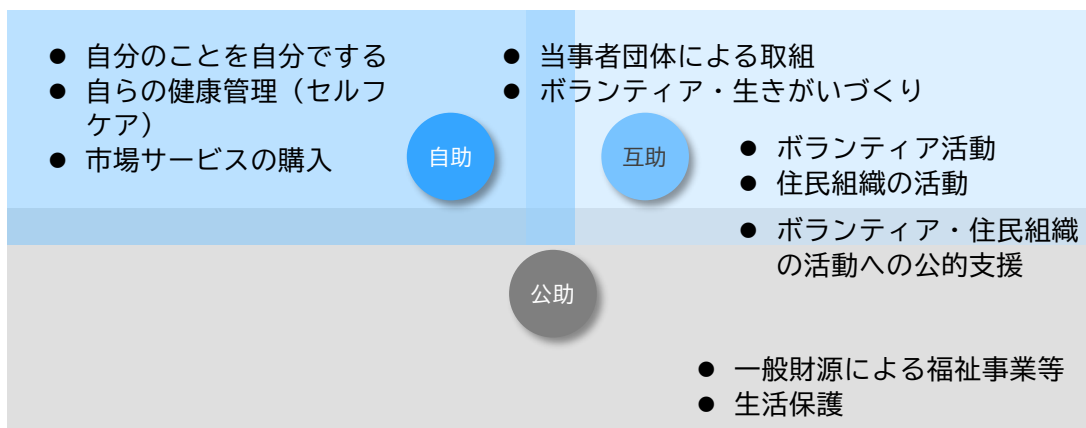 ● 自分のことを自分でする
● 自らの健康管理（セルフ
ケア）
● 市場サービスの購入
自助
● 当事者団体による取組
● ボランティア・生きがいづくり
互助
● ボランティア活動
● 住民組織の活動
● ボランティア・住民組織
の活動への公的支援
公助
● 一般財源による福祉事業等
● 生活保護